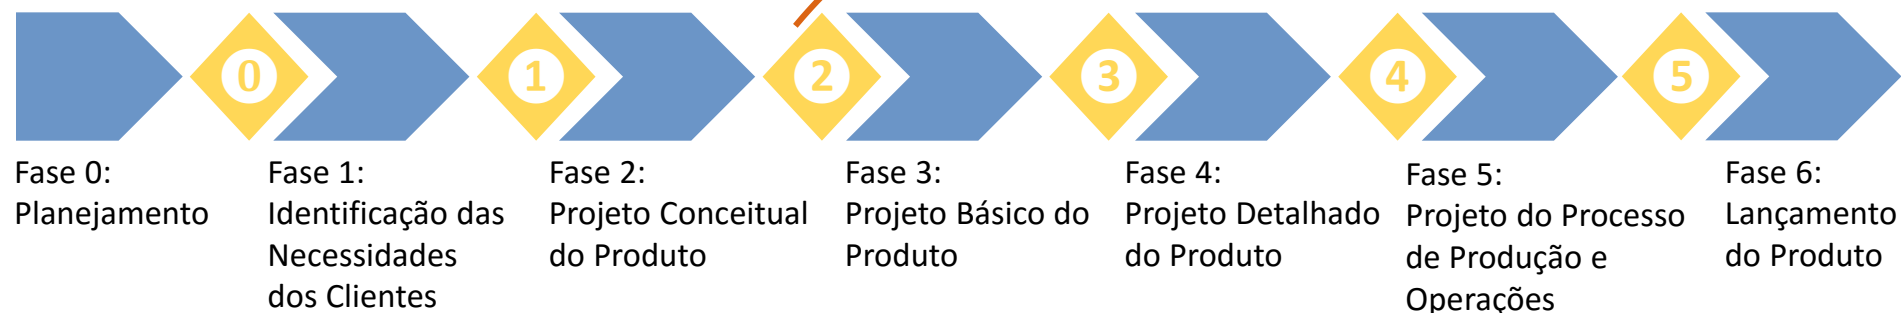 0
1
2
3
4
5
Fase 0:
Planejamento
Fase 1:
Identificação das
Necessidades
dos Clientes
Fase 2:
Projeto Conceitual
do Produto
Fase 3:
Projeto Básico do
Produto
Fase 4:
Projeto Detalhado
do Produto
Fase 5:
Projeto do Processo
de Produção e
Operações
Fase 6:
Lançamento
do Produto